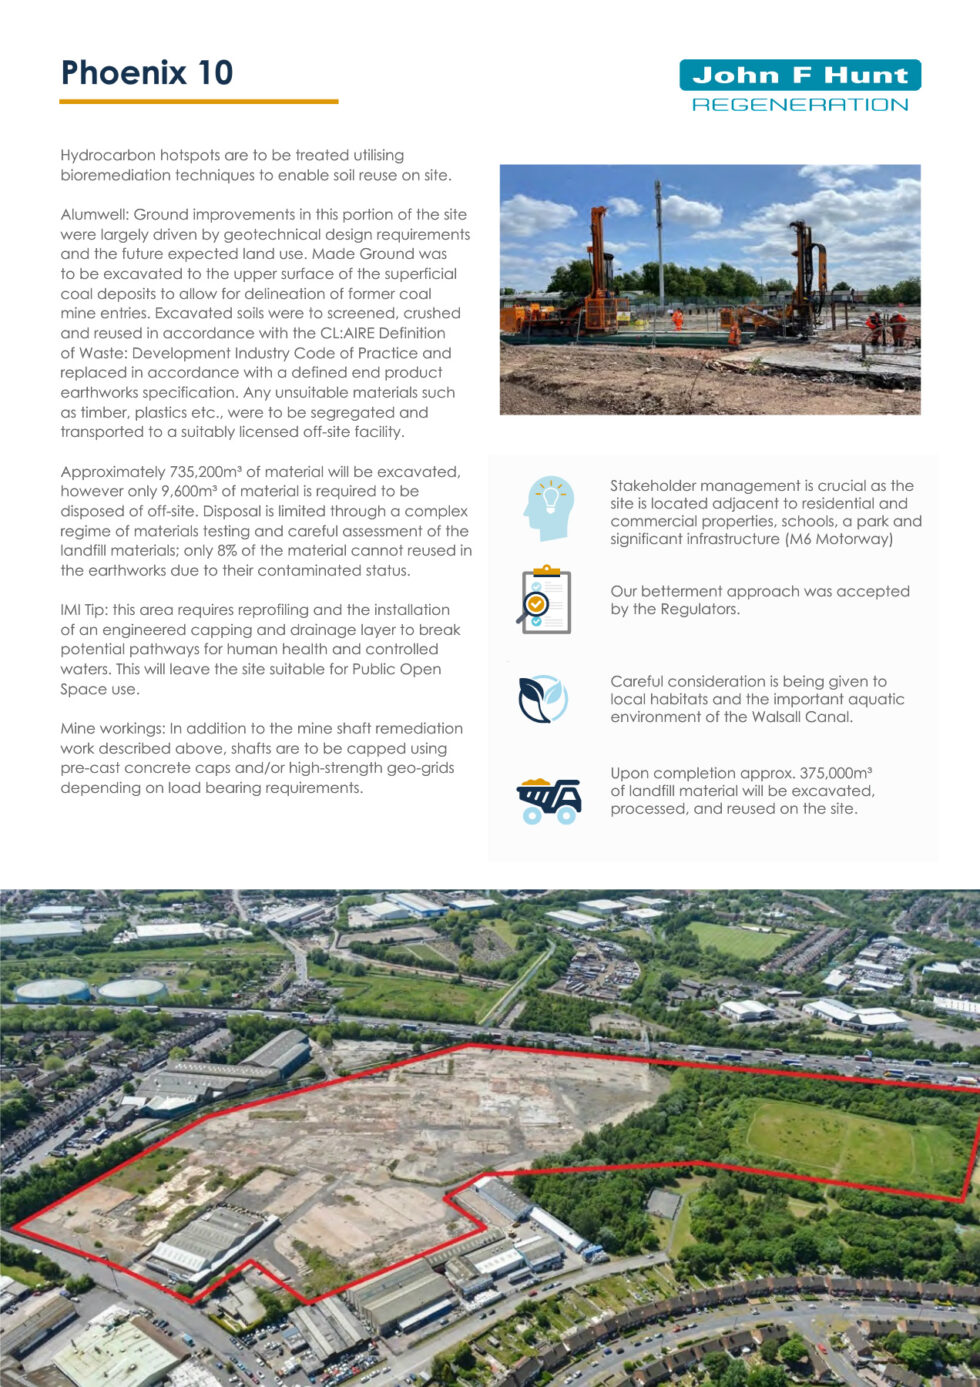 Phoenix 10
John F Hunt
REGENERATION
Hydrocarbon hotspots are to be treated utilising
bioremediation techniques to enable soil reuse on site.
Alumwell: Ground improvements in this portion of the site
were largely driven by geotechnical design requirements
and the future expected land use. Made Ground was
to be excavated to the upper surface of the superficial
coal deposits to allow for delineation of former coal
mine entries. Excavated soils were to screened, crushed
and reused in accordance with the CL:AIRE Definition
of Waste: Development Industry Code of Practice and
replaced in accordance with a defined end product
earthworks specification. Any unsuitable materials such
as timber, plastics etc., were to be segregated and
transported to a suitably licensed off-site facility.
Approximately 735,200m³ of material will be excavated,
however only 9,600m³ of material is required to be
disposed of off-site. Disposal is limited through a complex
regime of materials testing and careful assessment of the
landfill materials; only 8% of the material cannot reused in
the earthworks due to their contaminated status.
IMI Tip: this area requires reprofiling and the installation
of an engineered capping and drainage layer to break
potential pathways for human health and controlled
waters. This will leave the site suitable for Public Open
Space use.
Mine workings: In addition to the mine shaft remediation
work described above, shafts are to be capped using
pre-cast concrete caps and/or high-strength geo-grids
depending on load bearing requirements.
Stakeholder management is crucial as the
site is located adjacent to residential and
commercial properties, schools, a park and
significant infrastructure (M6 Motorway)
Our betterment approach was accepted
by the Regulators.
Careful consideration is being given to
local habitats and the important aquatic
environment of the Walsall Canal.
Upon completion approx. 375,000m³
of landfill material will be excavated,
processed, and reused on the site.